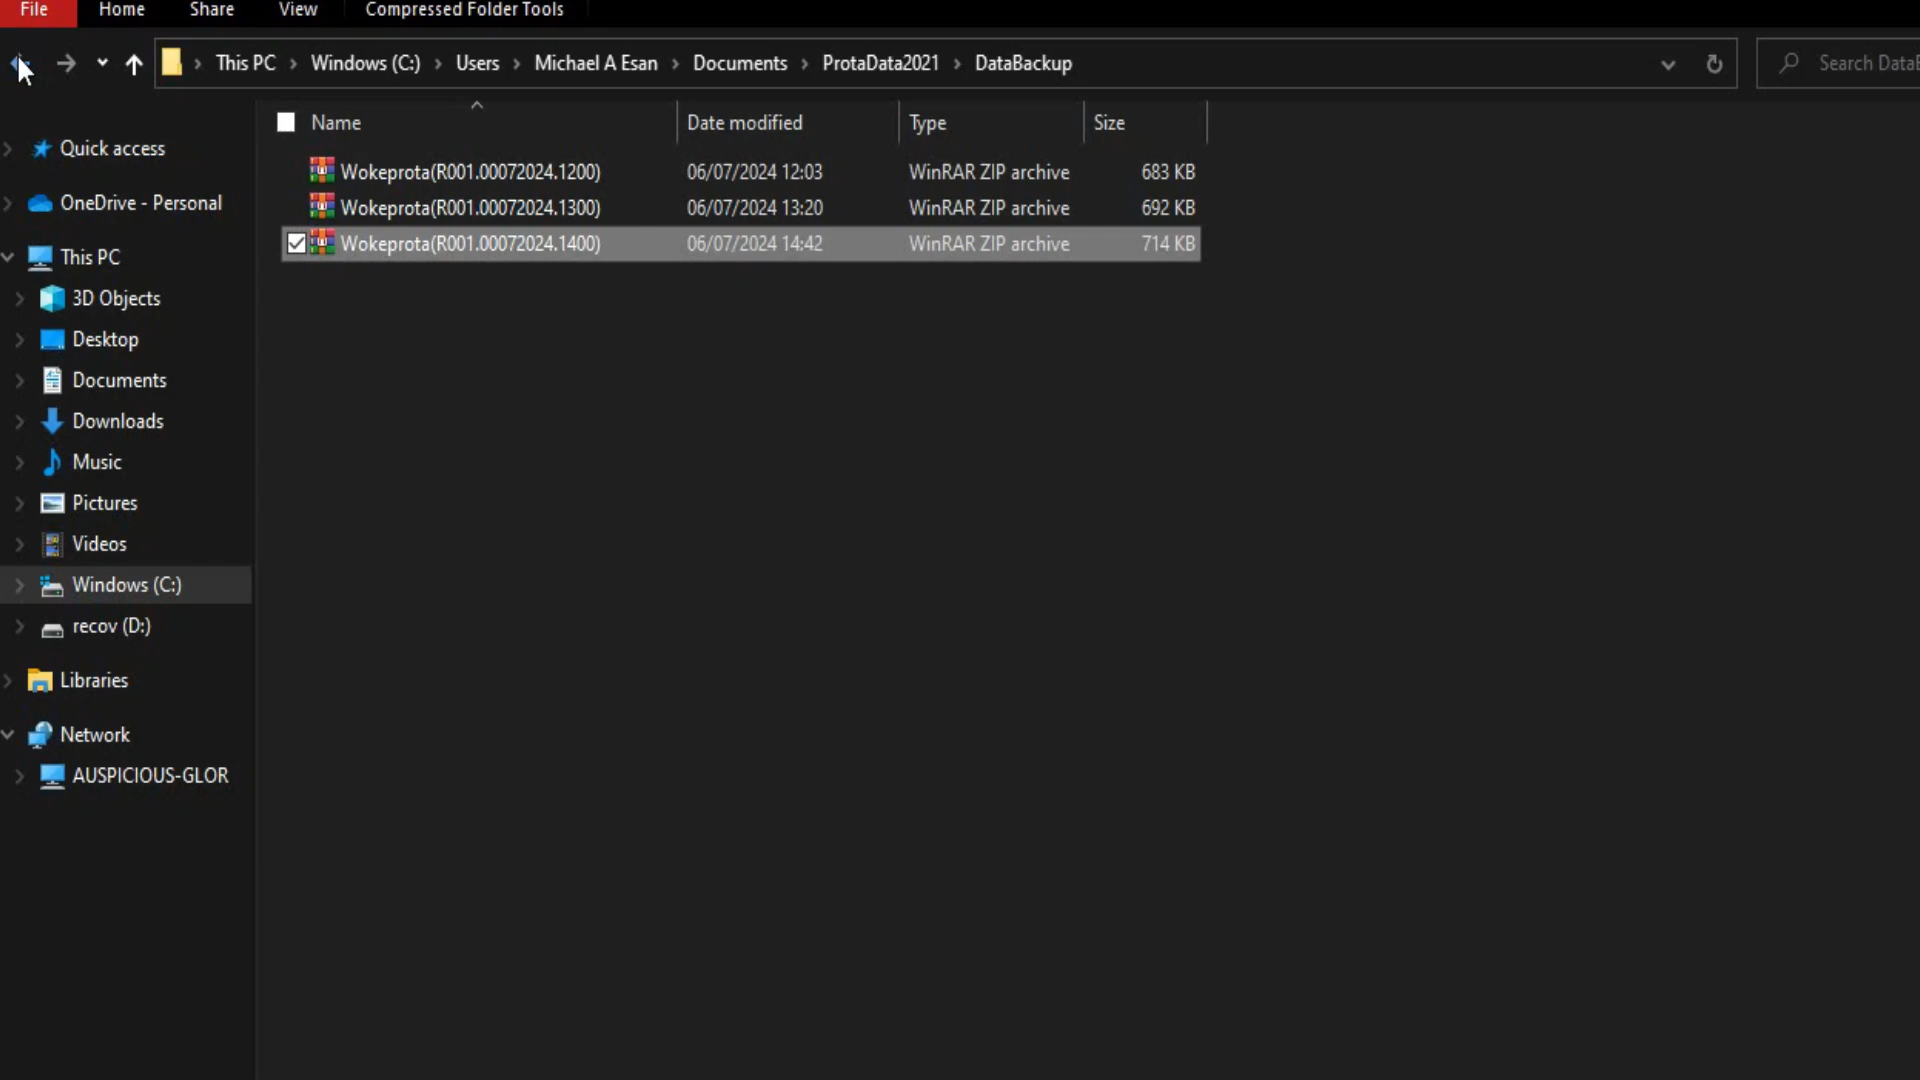 File Home Share View Compressed Folder Tools
This PC Windows (C:) Users Michael A Esan Documents ProtaData2021 DataBackup
Search DataB
Name Date modified Type Size
Wokeprota(R001.00072024.1200) 06/07/2024 12:03 WinRAR ZIP archive 683 KB
Wokeprota(R001.00072024.1300) 06/07/2024 13:20 WinRAR ZIP archive 692 KB
Wokeprota(R001.00072024.1400) 06/07/2024 14:42 WinRAR ZIP archive 714 KB
Quick access
OneDrive - Personal
This PC
3D Objects
Desktop
Documents
Downloads
Music
Pictures
Videos
Windows (C:)
recov (D:)
Libraries
Network
AUSPICIOUS-GLOR